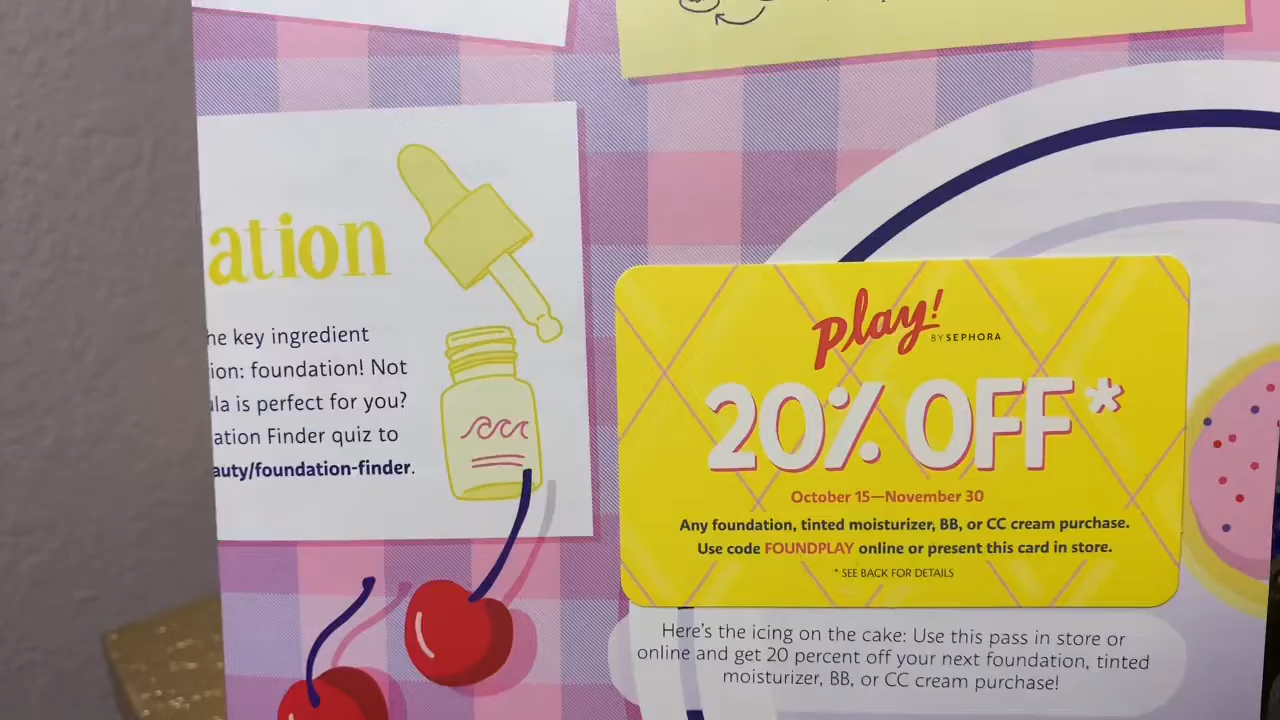 ation
he key ingredient
ion: foundation! Not
la is perfect for you?
ation Finder quiz to
auty/foundation-finder.
Play!
BY SEPHORA
20% OFF*
October 15—November 30
Any foundation, tinted moisturizer, BB, or CC cream purchase.
Use code FOUNDPLAY online or present this card in store.
* SEE BACK FOR DETAILS
Here's the icing on the cake: Use this pass in store or
online and get 20 percent off your next foundation, tinted
moisturizer, BB, or CC cream purchase!